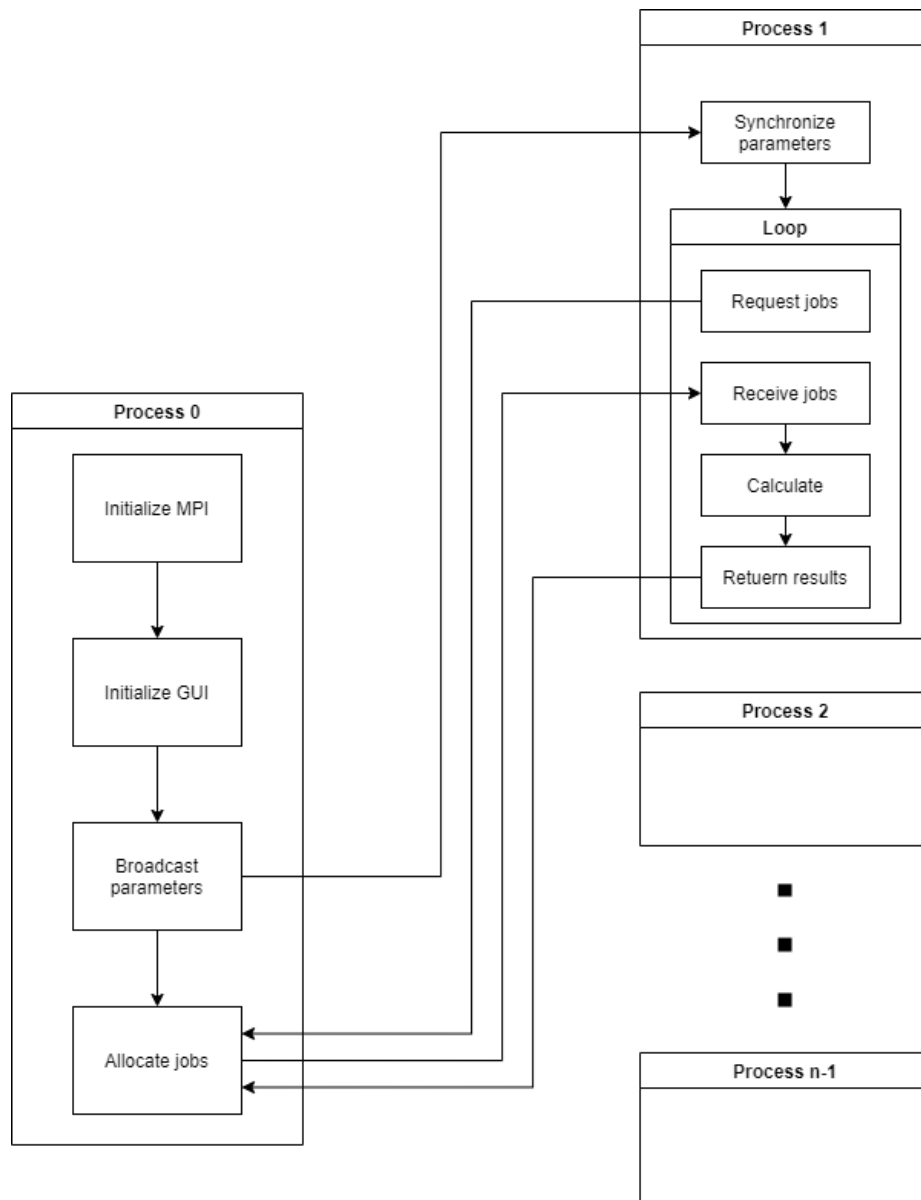 Process 1
Synchronize
parameters
Loop
Request jobs
Receive jobs
Calculate
Retuern results
Process 0
Initialize MPI
Initialize GUI
Broadcast
parameters
Allocate jobs
Process 2
Process n-1